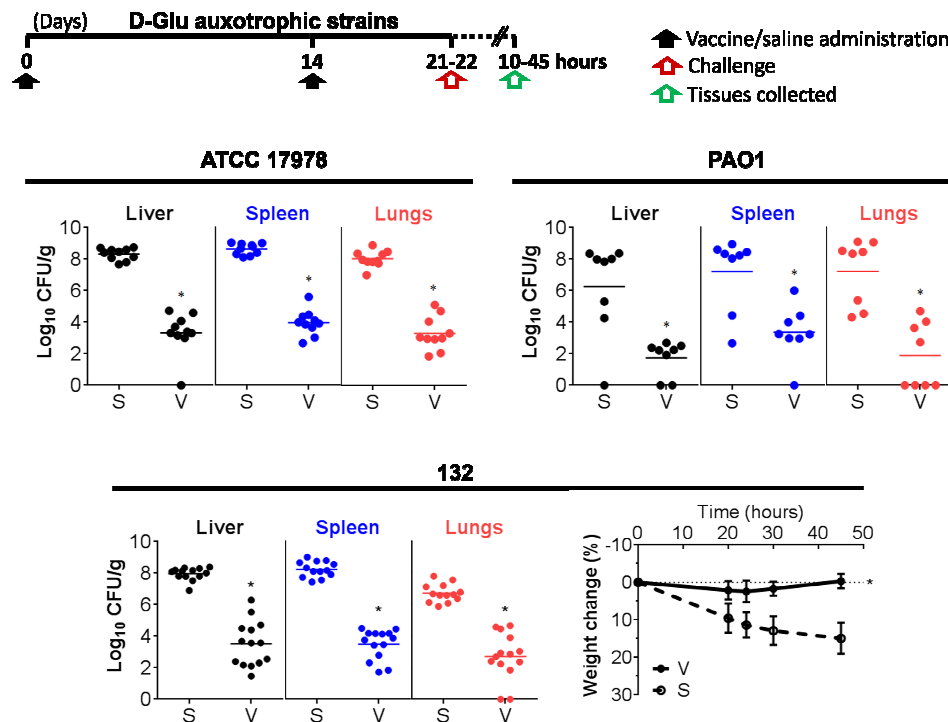 (Days) D-Glu auxotrophic strains
0 14 21-22 10-45 hours
Vaccine/saline administration
Challenge
Tissues collected
ATCC 17978
Liver Spleen Lungs
Log10 CFU/g
10
8
6
4
2
0
* * *
S V S V S V
PAO1
Liver Spleen Lungs
Log10 CFU/g
10
8
6
4
2
0
* * *
S V S V S V
132
Liver Spleen Lungs
Log10 CFU/g
10
8
6
4
2
0
* * *
S V S V S V
Time (hours)
0 10 20 30 40 50
Weight change (%)
-10
0
10
20
30
*
V
S